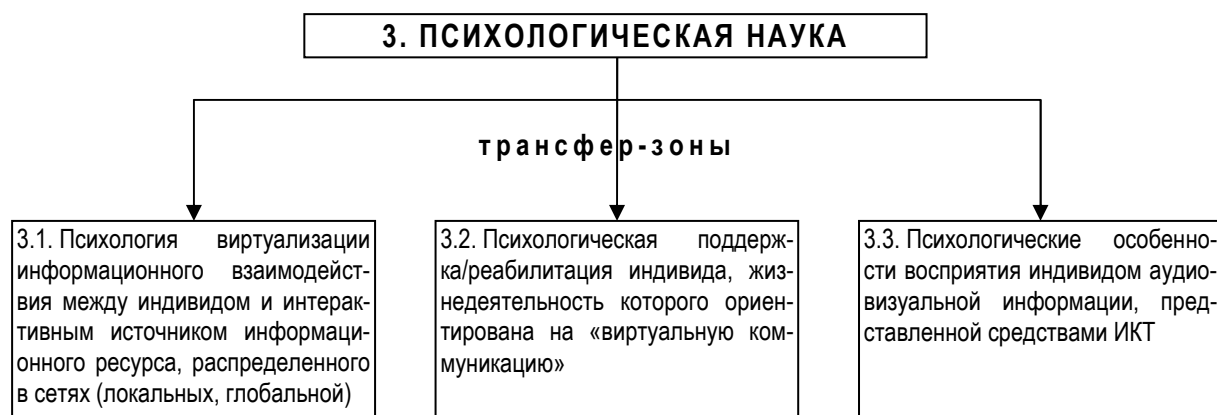 3. ПСИХОЛОГИЧЕСКАЯ НАУКА
трансфер-зоны
3.1. Психология виртуализации
информационного взаимодейст-
вия между индивидом и интерак-
тивным источником информаци-
онного ресурса, распределенного
в сетях (локальных, глобальной)
3.2. Психологическая поддерж-
ка/реабилитация индивида, жиз-
недеятельность которого ориен-
тирована на «виртуальную ком-
муникацию»
3.3. Психологические особенно-
сти восприятия индивидом аудио-
визуальной информации, пред-
ставленной средствами ИКТ